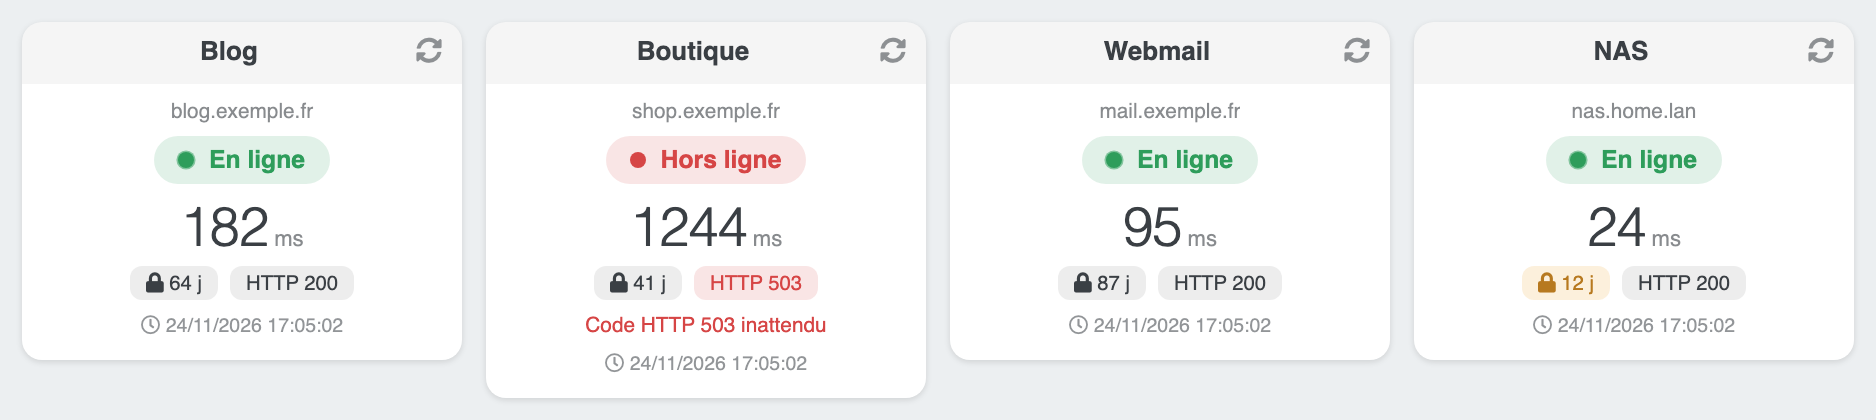 Blog
blog.exemple.fr
En ligne
182 ms
64 j HTTP 200
24/11/2026 17:05:02
Boutique
shop.exemple.fr
Hors ligne
1244 ms
41 j HTTP 503
Code HTTP 503 inattendu
24/11/2026 17:05:02
Webmail
mail.exemple.fr
En ligne
95 ms
87 j HTTP 200
24/11/2026 17:05:02
NAS
nas.home.lan
En ligne
24 ms
12 j HTTP 200
24/11/2026 17:05:02